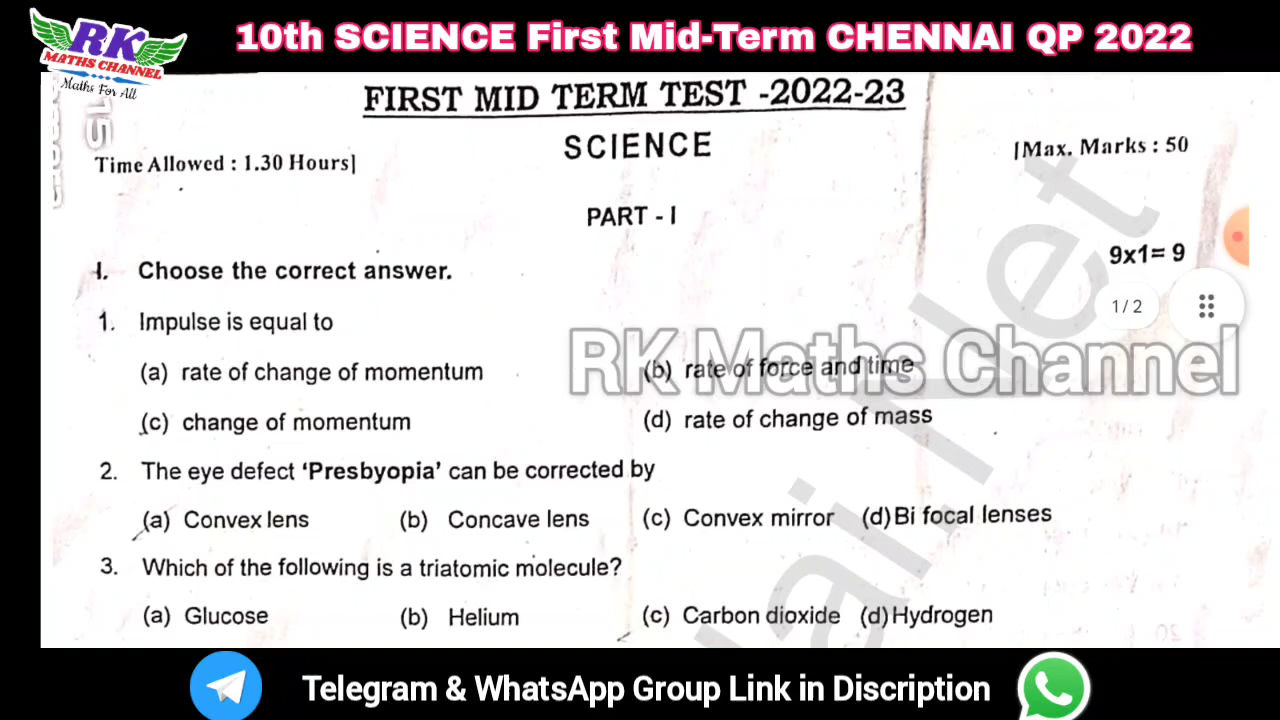 RK
MATHS CHANNEL
Maths For All
10th SCIENCE First Mid-Term CHENNAI QP 2022
15
FIRST MID TERM TEST -2022-23
SCIENCE
Time Allowed : 1.30 Hours]
[Max. Marks : 50
PART - I
I. Choose the correct answer.
9x1= 9
1 / 2
1. Impulse is equal to
RK Maths Channel
(a) rate of change of momentum (b) rate of force and time
(c) change of momentum (d) rate of change of mass
2. The eye defect ‘Presbyopia’ can be corrected by
(a) Convex lens (b) Concave lens (c) Convex mirror (d) Bi focal lenses
3. Which of the following is a triatomic molecule?
(a) Glucose (b) Helium (c) Carbon dioxide (d) Hydrogen
Telegram & WhatsApp Group Link in Discription